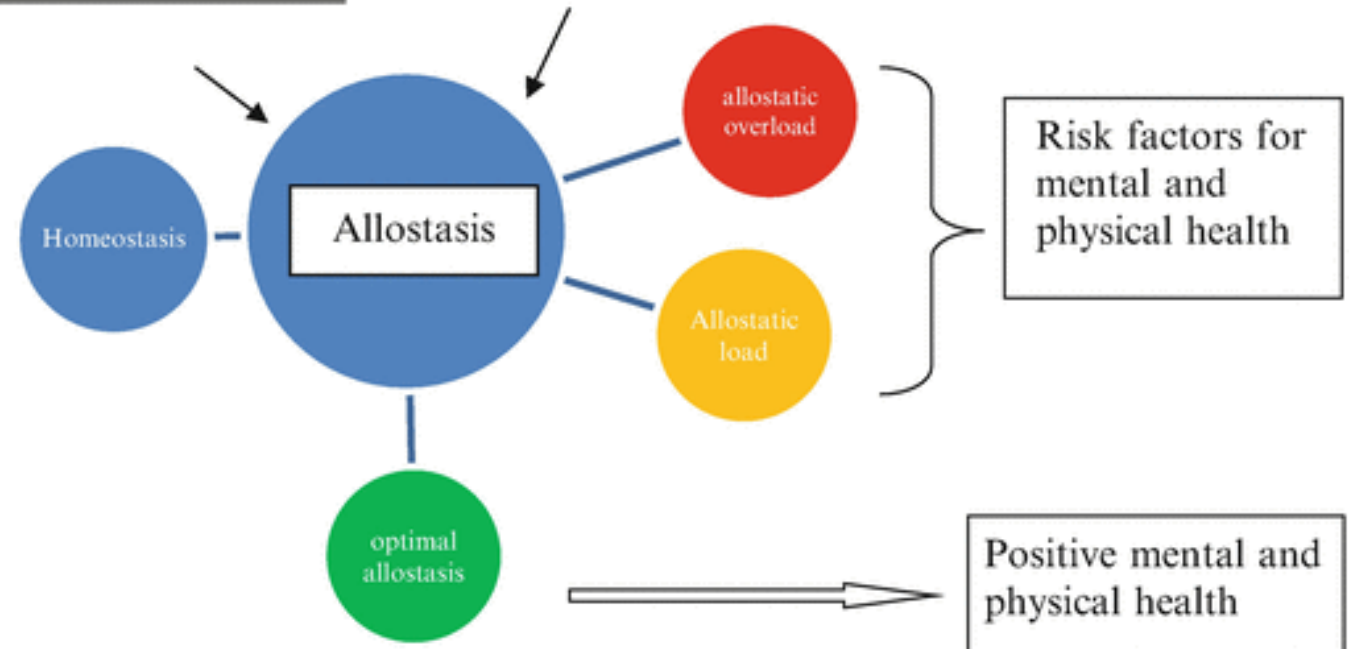 allostatic
overload
Risk factors for
mental and
physical health
Homeostasis
Allostasis
Allostatic
load
optimal
allostasis
Positive mental and
physical health